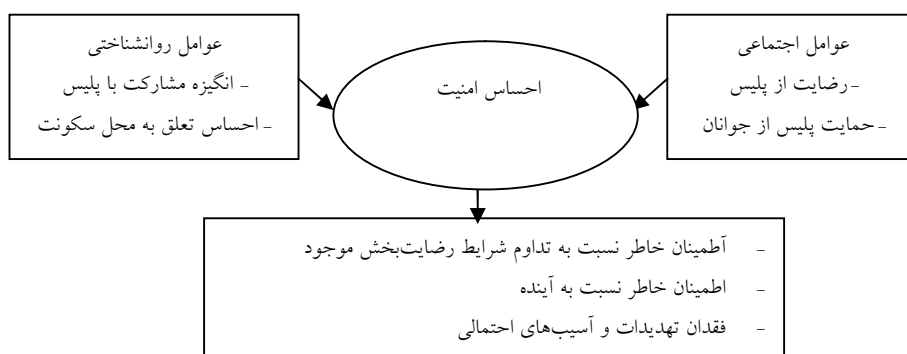 عوامل اجتماعی
- رضایت از پلیس
- حمایت پلیس از جوانان
احساس امنیت
عوامل روانشناختی
- انگیزه مشارکت با پلیس
- احساس تعلق به محل سکونت
- آطمینان خاطر نسبت به تداوم شرایط رضایت‌بخش موجود
- اطمینان خاطر نسبت به آینده
- فقدان تهدیدات و آسیب‌های احتمالی